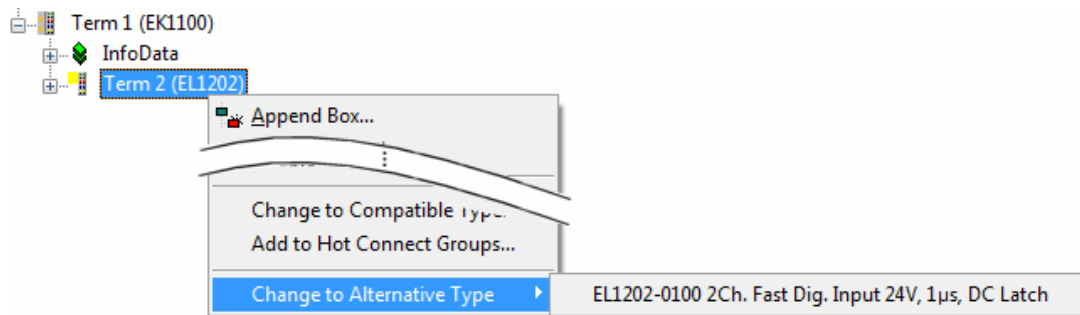 Term 1 (EK1100)
InfoData
Term 2 (EL1202)
Append Box...
Change to Compatible
Add to Hot Connect Groups...
Change to Alternative Type
EL1202-0100 2Ch. Fast Dig. Input 24V, 1µs, DC Latch